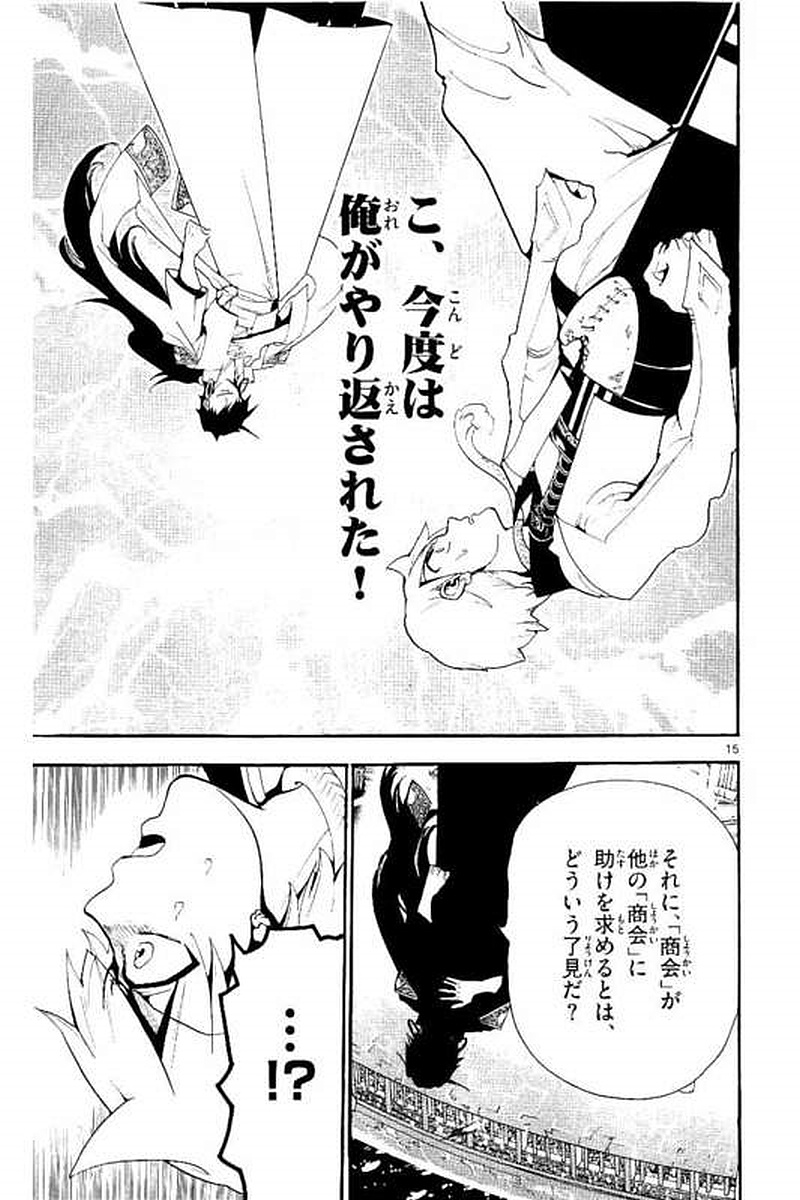 こ、今度は
俺がやり返された！
15
それに、「商会」が
他の「商会」に
助けを求めるとは、
どういう了見だ？
…!?